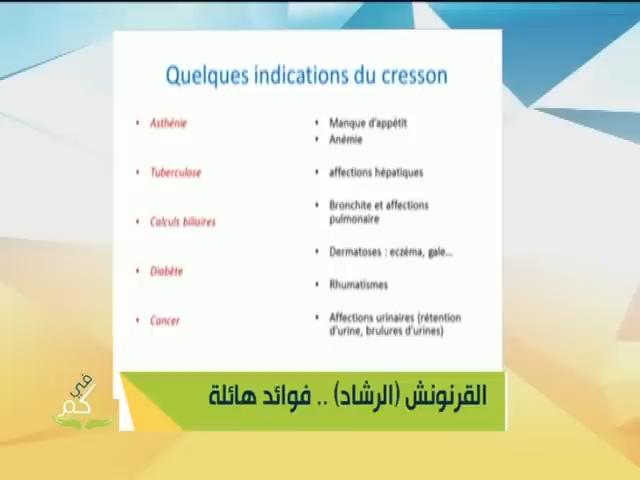 Quelques indications du cresson
• Asthénie
• Tuberculose
• Calculs biliaires
• Diabète
• Cancer
• Manque d'appétit
• Anémie
• affections hépatiques
• Bronchite et affections
pulmonaire
• Dermatoses : eczéma, gale...
• Rhumatismes
• Affections urinaires (rétention
d'urine, brulures d'urines)
القرنونش (الرشاد) .. فوائد هائلة
في
كم